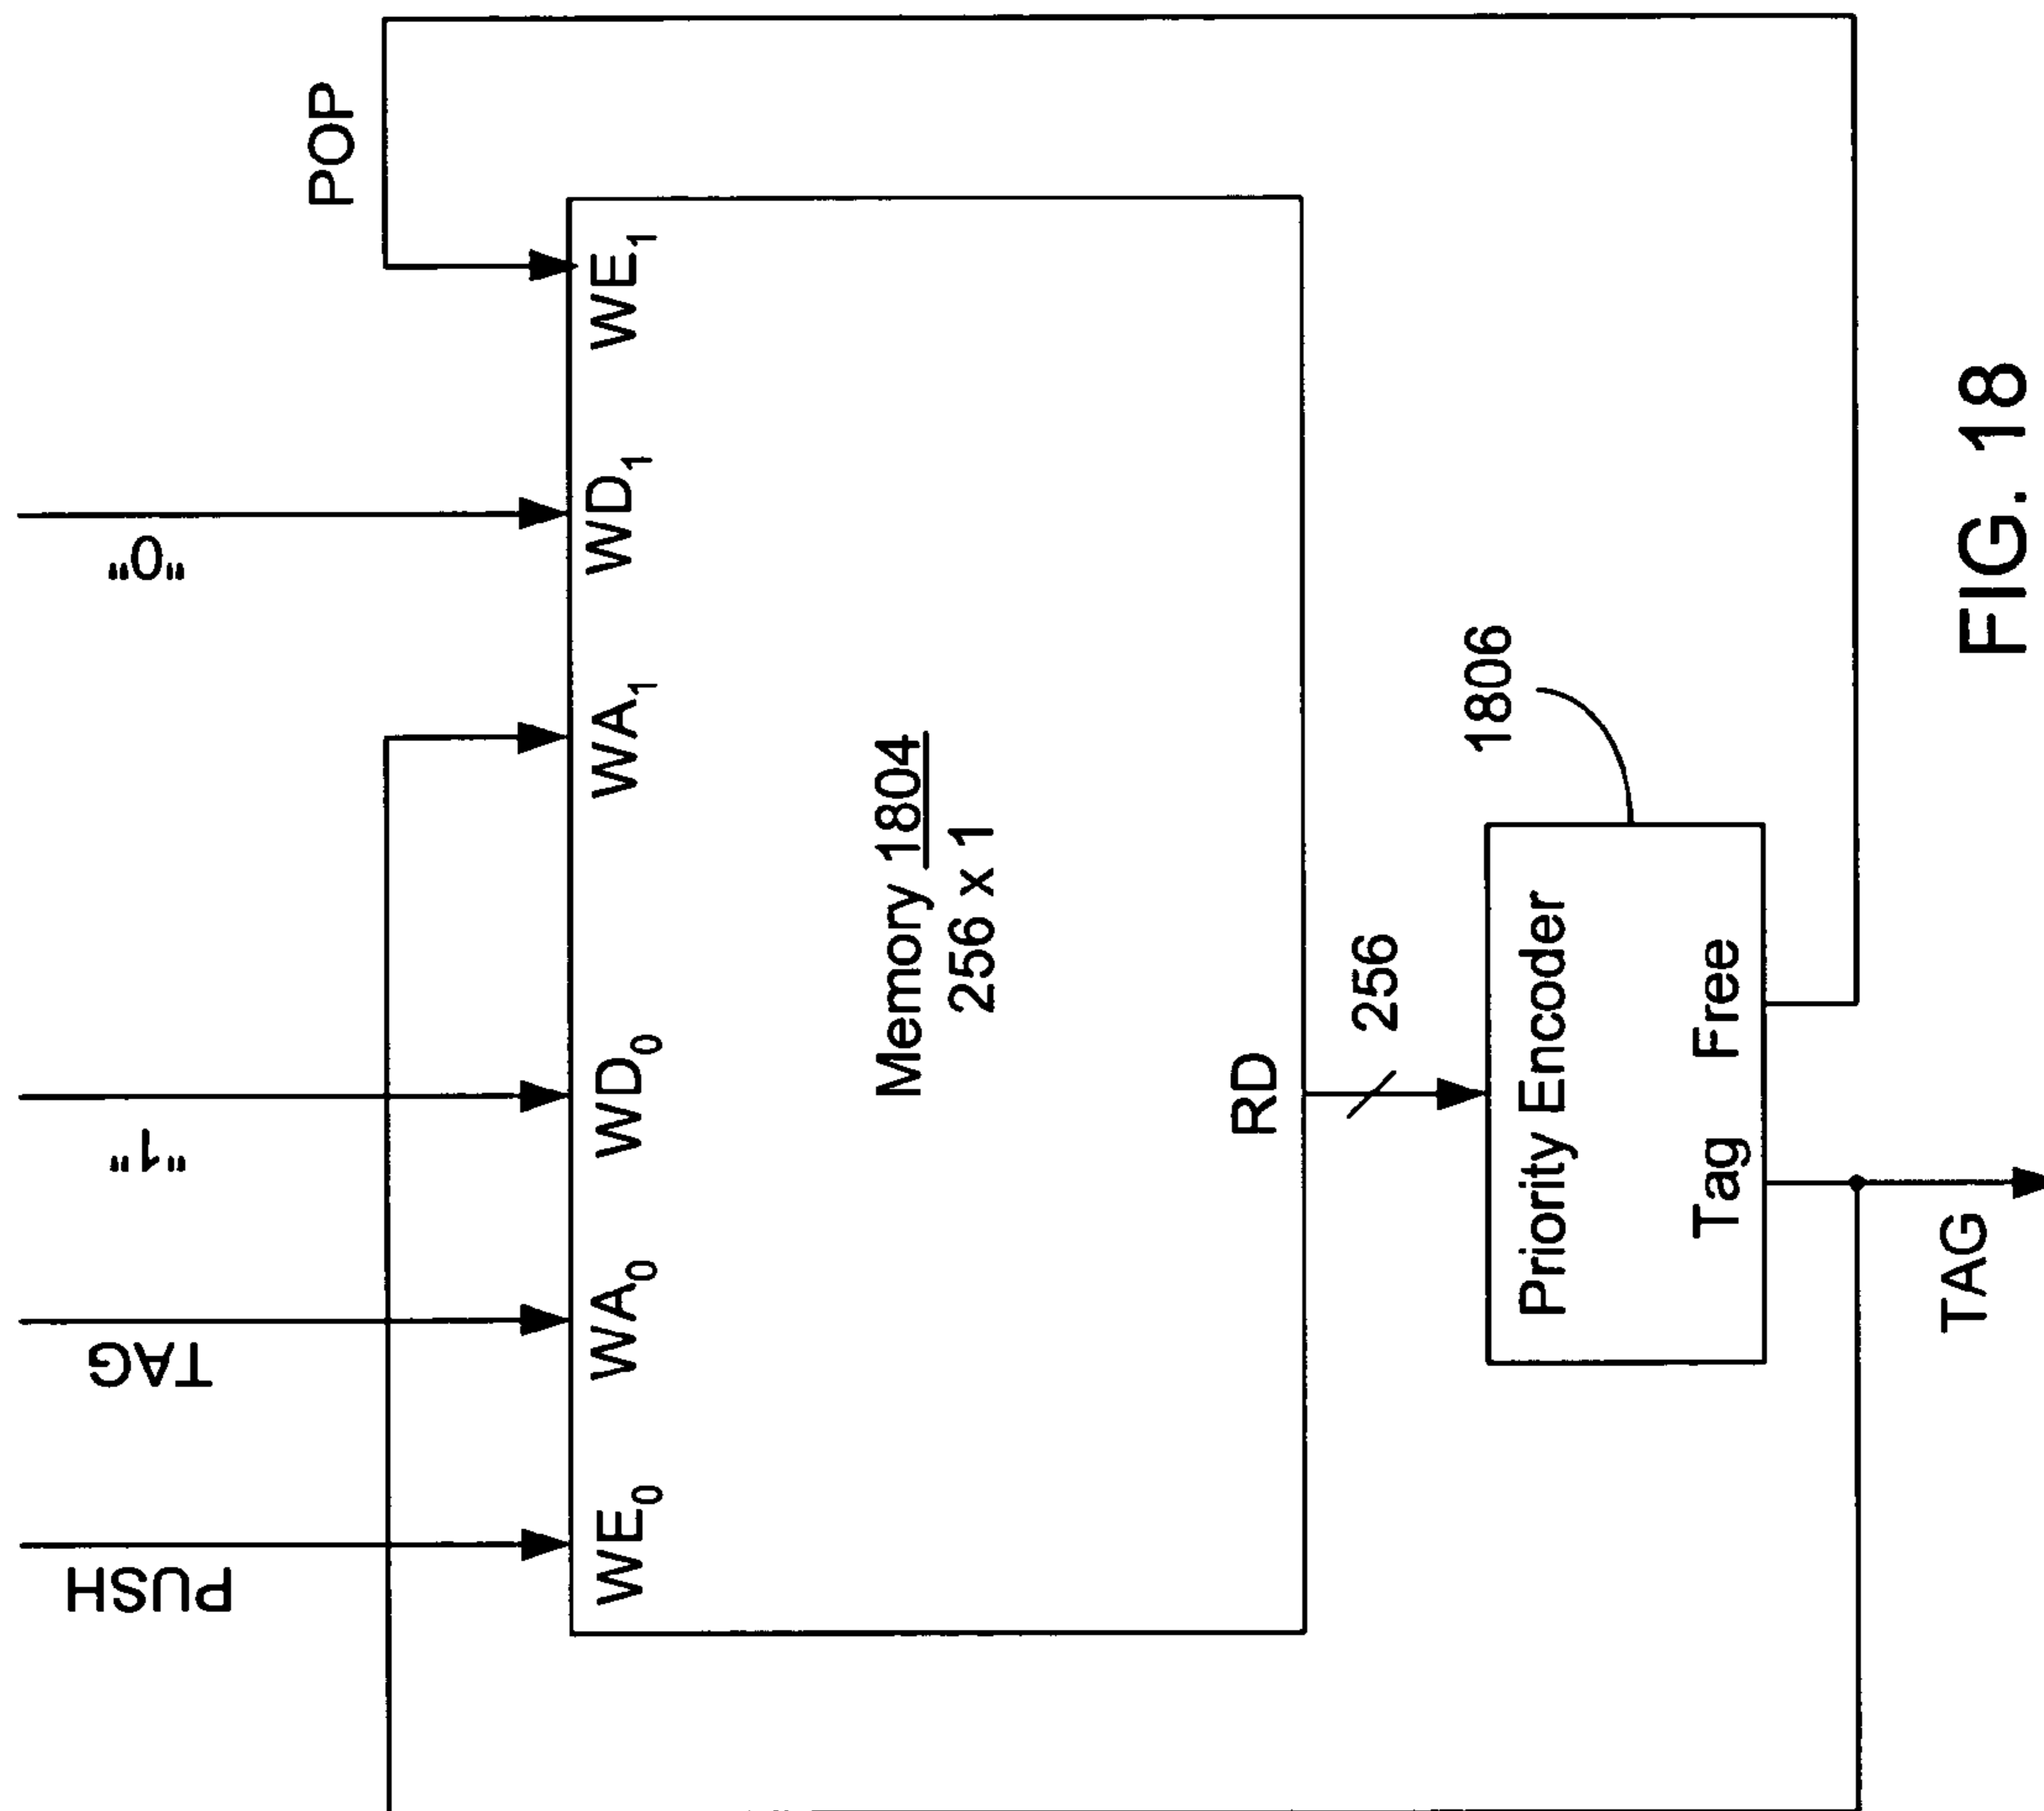 PUSH
TAG
"1"
"0"
POP
WE0
WA0
WD0
WA1
WD1
WE1
Memory 1804
256 x 1
RD
256
Priority Encoder
Tag Free
1806
TAG
FIG. 18